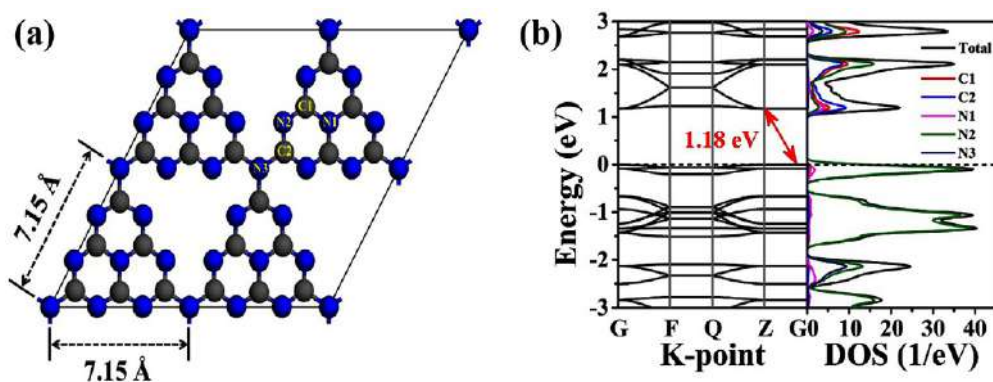 (a)
C1
N2
N1
C2
N3
7.15 Å
7.15 Å
(b)
Energy (eV)
3
2
1
0
-1
-2
-3
1.18 eV
G
F
Q
Z
G
K-point
Total
C1
C2
N1
N2
N3
0
10
20
30
40
DOS (1/eV)